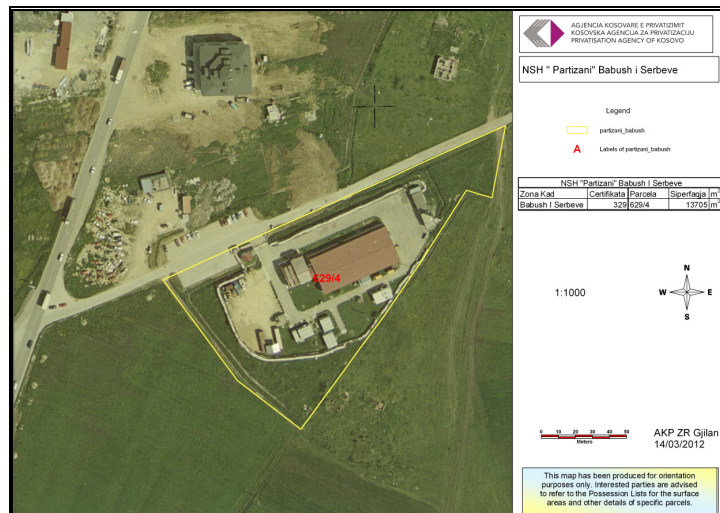 AGJENCIA KOSOVARE E PRIVATIZIMIT
KOSOVSKA AGENCIJA ZA PRIVATIZACIJU
PRIVATISATION AGENCY OF KOSOVO
NSH " Partizani" Babush i Serbeve
Legend
partizani_babush
A Labels of partizani_babush
NSH "Partizani" Babush I Serbeve
Zona Kad Certifikata Parcela Siperfaqja m²
Babush I Serbeve 329 629/4 13705 m²
629/4
1:1000
N
W E
S
0 10 20 30 40 50
Meters
AKP ZR Gjilan
14/03/2012
This map has been produced for orientation
purposes only. Interested parties are advised
to refer to the Possession Lists for the surface
areas and other details of specific parcels.